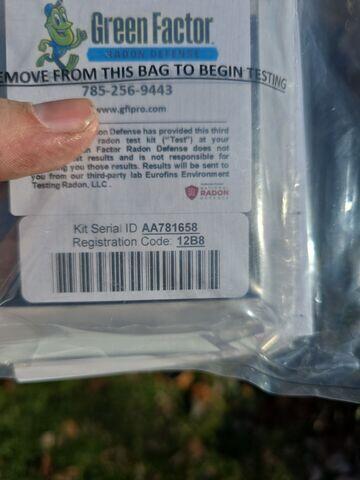 Green Factor
RADON DEFENSE
EMOVE FROM THIS BAG TO BEGIN TESTING
785-256-9443
www.gfipro.com
on Defense has provided this third
radon test kit ("Test") at your
Factor Radon Defense does not
results and is not responsible for
you those results. Results will be sent to
you from our third-party lab Eurofins Environment
Testing Radon, LLC.
RADON
DEFENSE
Kit Serial ID AA781658
Registration Code: 12B8